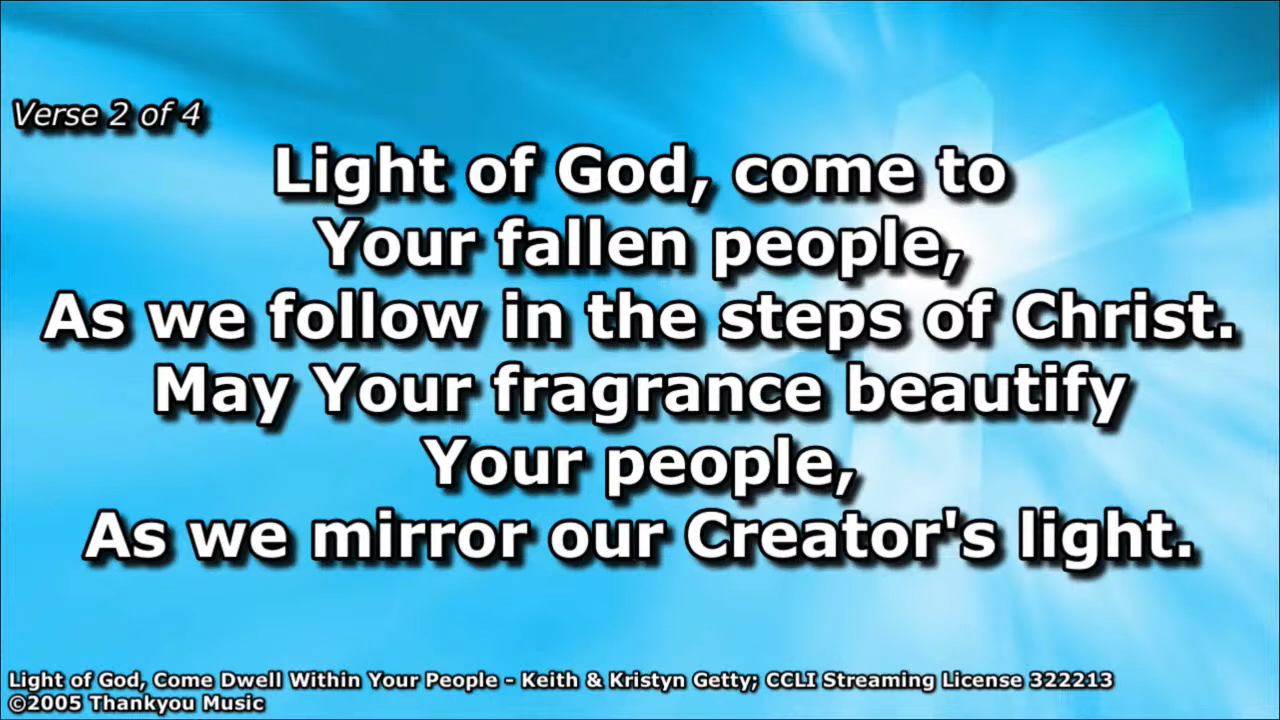 Verse 2 of 4
Light of God, come to
Your fallen people,
As we follow in the steps of Christ.
May Your fragrance beautify
Your people,
As we mirror our Creator's light.
Light of God, Come Dwell Within Your People - Keith & Kristyn Getty; CCLI Streaming License 322213
©2005 Thankyou Music